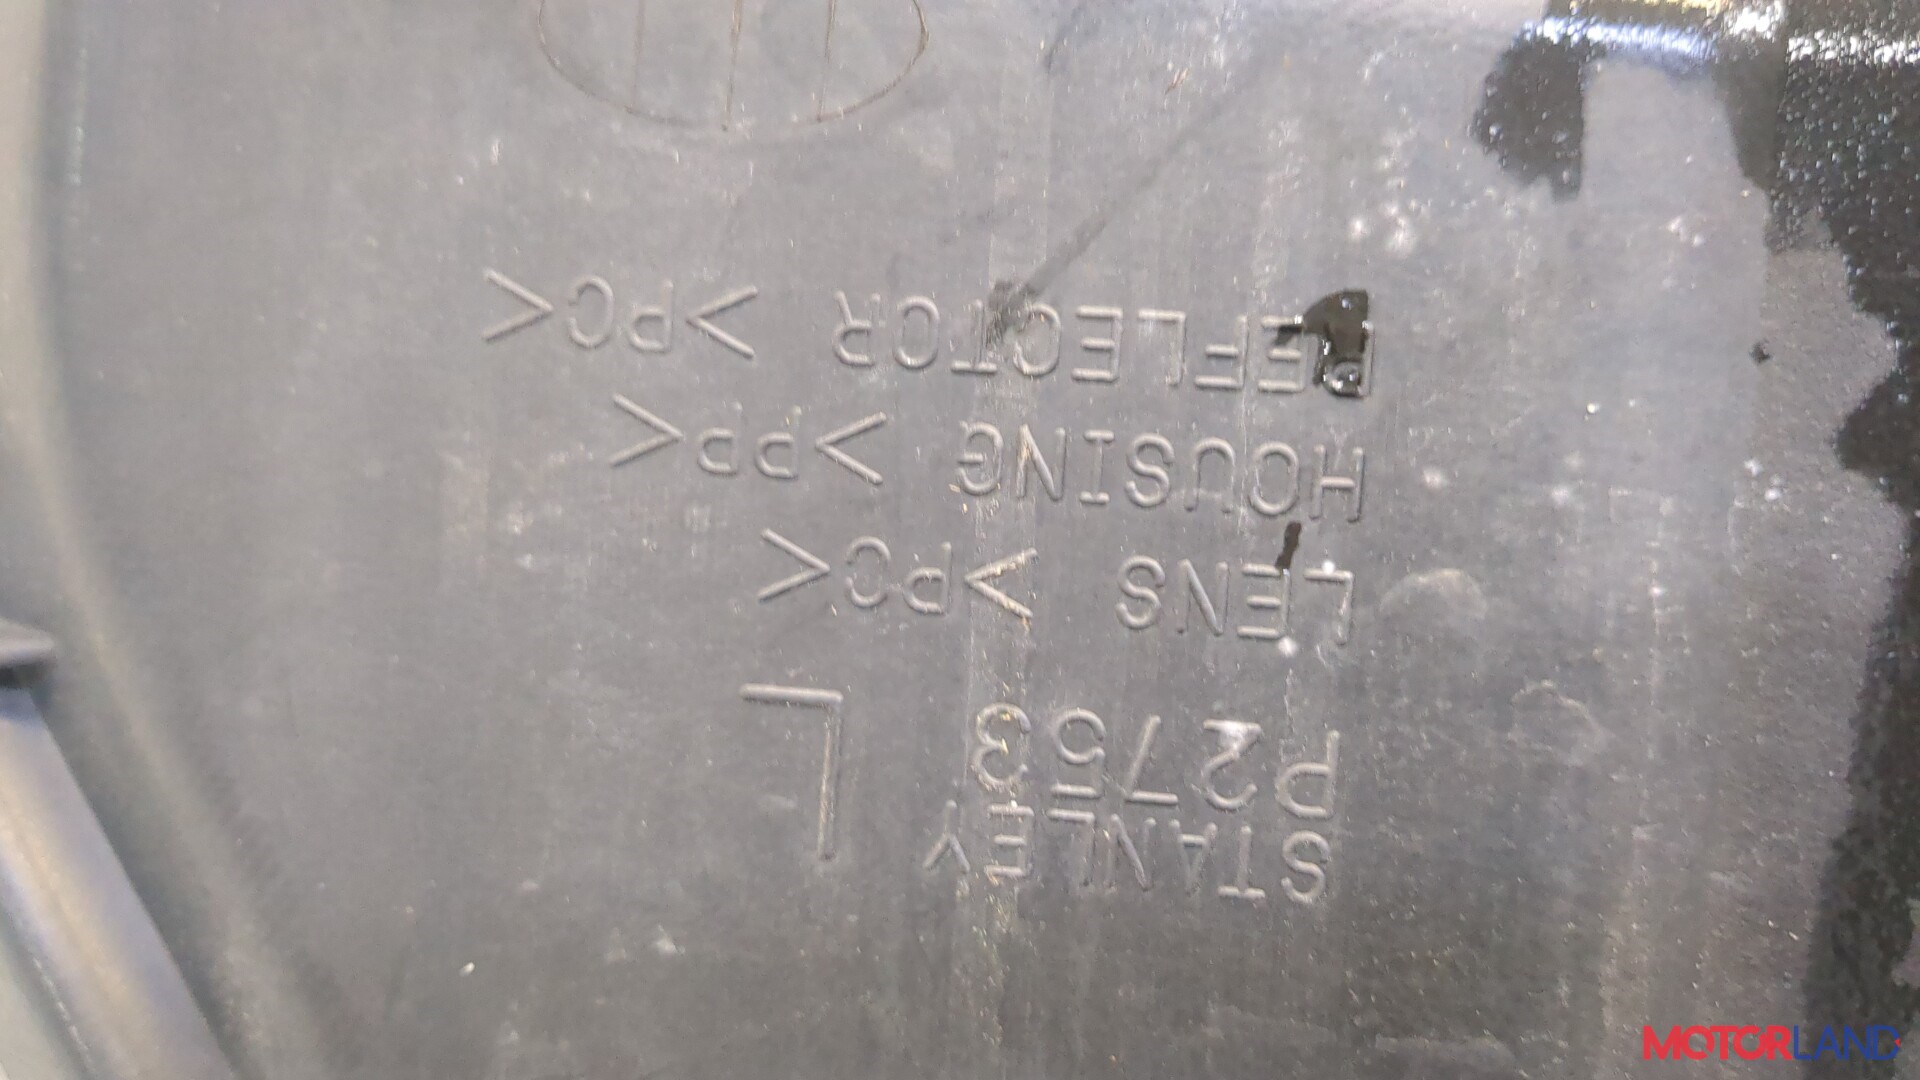 STANLEY
P2753 L
LENS >PC<
HOUSING >PP<
REFLECTOR >PC<
MOTORLAND